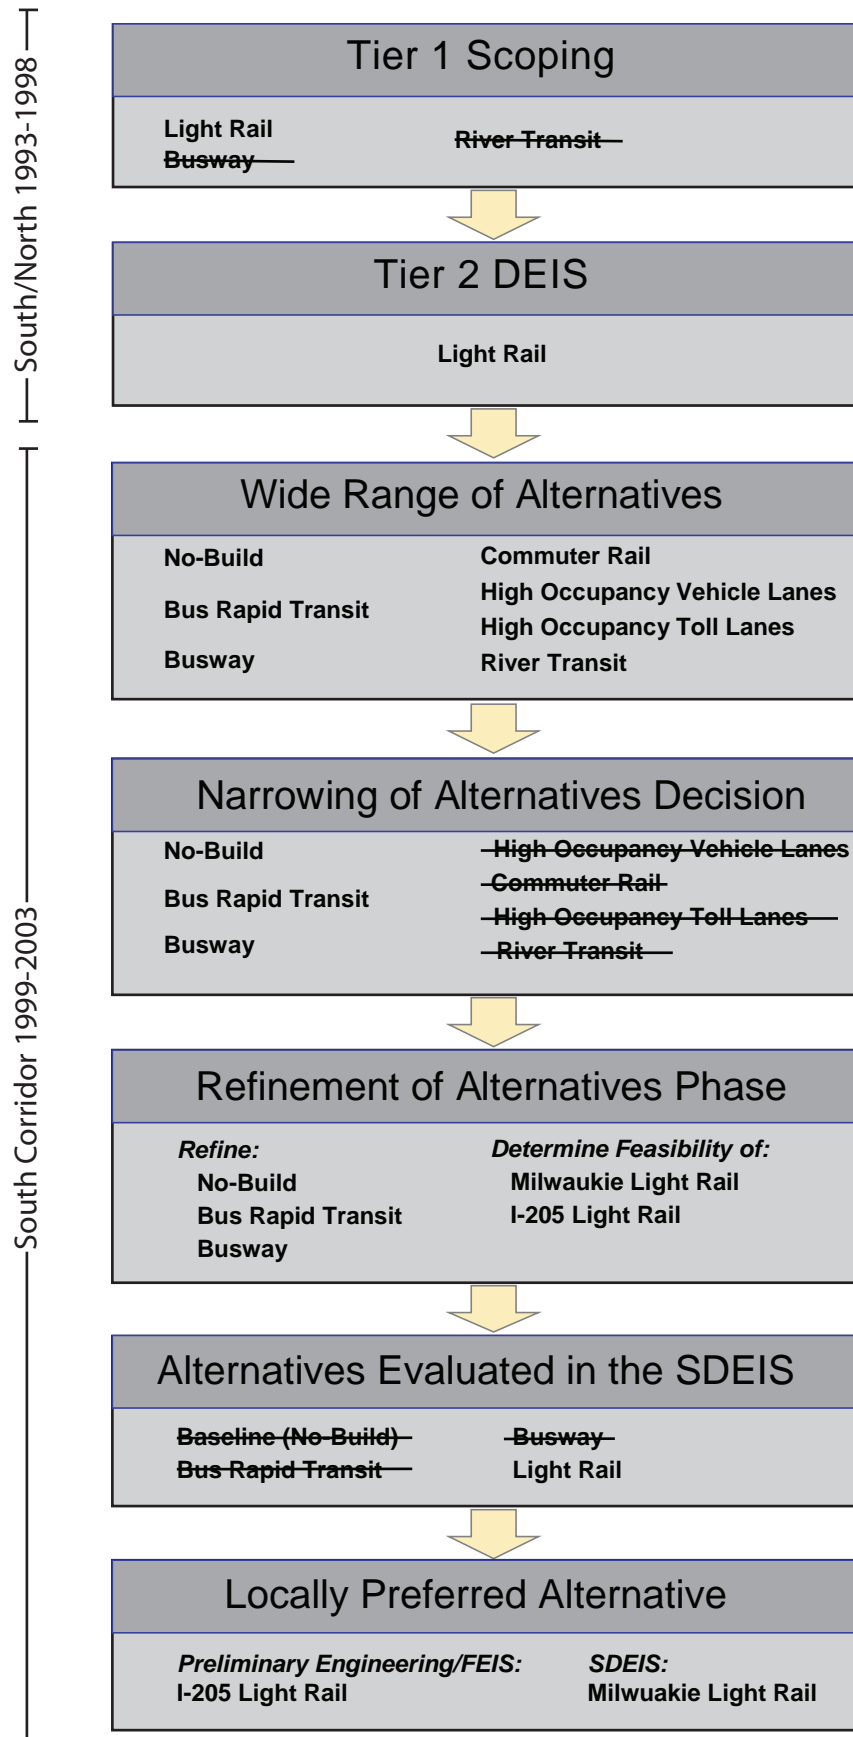 South/North 1993-1998
Tier 1 Scoping
Light Rail
Busway
River Transit
Tier 2 DEIS
Light Rail
South Corridor 1999-2003
Wide Range of Alternatives
No-Build
Bus Rapid Transit
Busway
Commuter Rail
High Occupancy Vehicle Lanes
High Occupancy Toll Lanes
River Transit
Narrowing of Alternatives Decision
No-Build
Bus Rapid Transit
Busway
High Occupancy Vehicle Lanes
Commuter Rail
High Occupancy Toll Lanes
River Transit
Refinement of Alternatives Phase
Refine:
No-Build
Bus Rapid Transit
Busway
Determine Feasibility of:
Milwaukie Light Rail
I-205 Light Rail
Alternatives Evaluated in the SDEIS
Baseline (No-Build)
Bus Rapid Transit
Busway
Light Rail
Locally Preferred Alternative
Preliminary Engineering/FEIS:
I-205 Light Rail
SDEIS:
Milwuakie Light Rail